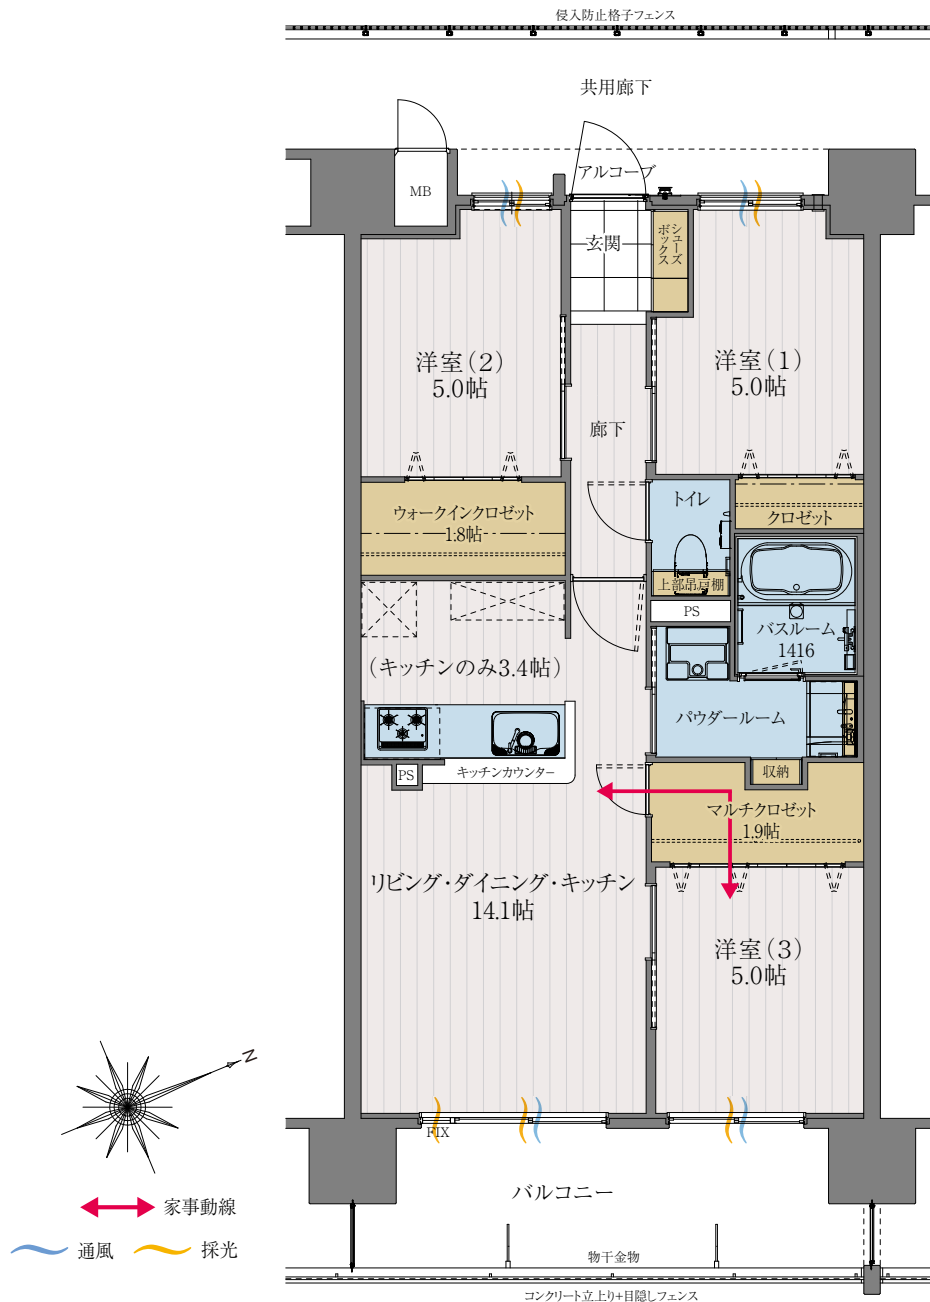 侵入防止格子フェンス
共用廊下
アルコーブ
MB
玄関
シューズ
ボックス
洋室(2)
5.0帖
洋室(1)
5.0帖
廊下
トイレ
ウォークインクロゼット
1.8帖
クロゼット
上部吊戸棚
PS
バスルーム
1416
(キッチンのみ3.4帖)
パウダールーム
PS
キッチンカウンター
収納
マルチクロゼット
1.9帖
リビング・ダイニング・キッチン
14.1帖
洋室(3)
5.0帖
N
FIX
バルコニー
家事動線
通風
採光
物干金物
コンクリート立上り+目隠しフェンス